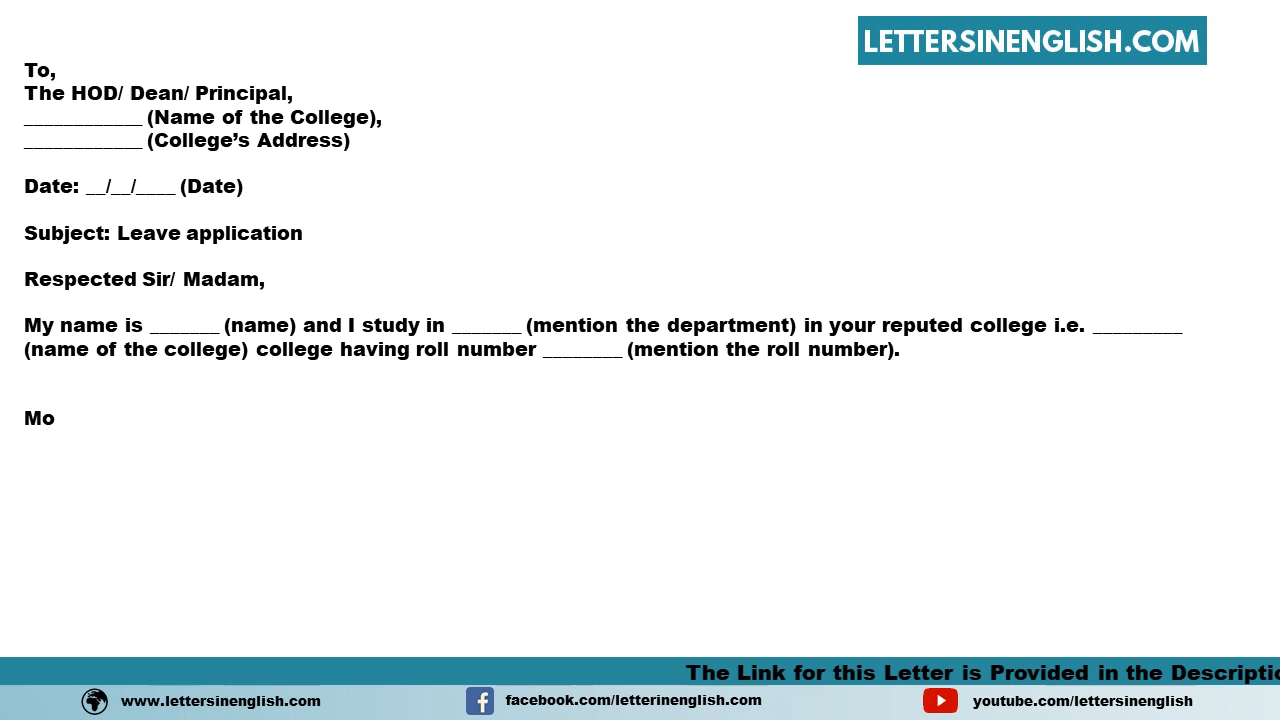 LETTERSINENGLISH.COM
To,
The HOD/ Dean/ Principal,
____________ (Name of the College),
____________ (College’s Address)
Date: __/__/____ (Date)
Subject: Leave application
Respected Sir/ Madam,
My name is _______ (name) and I study in _______ (mention the department) in your reputed college i.e. _________
(name of the college) college having roll number ________ (mention the roll number).
Mo
The Link for this Letter is Provided in the Descriptio
www.lettersinenglish.com
facebook.com/letterinenglish.com
youtube.com/lettersinenglish